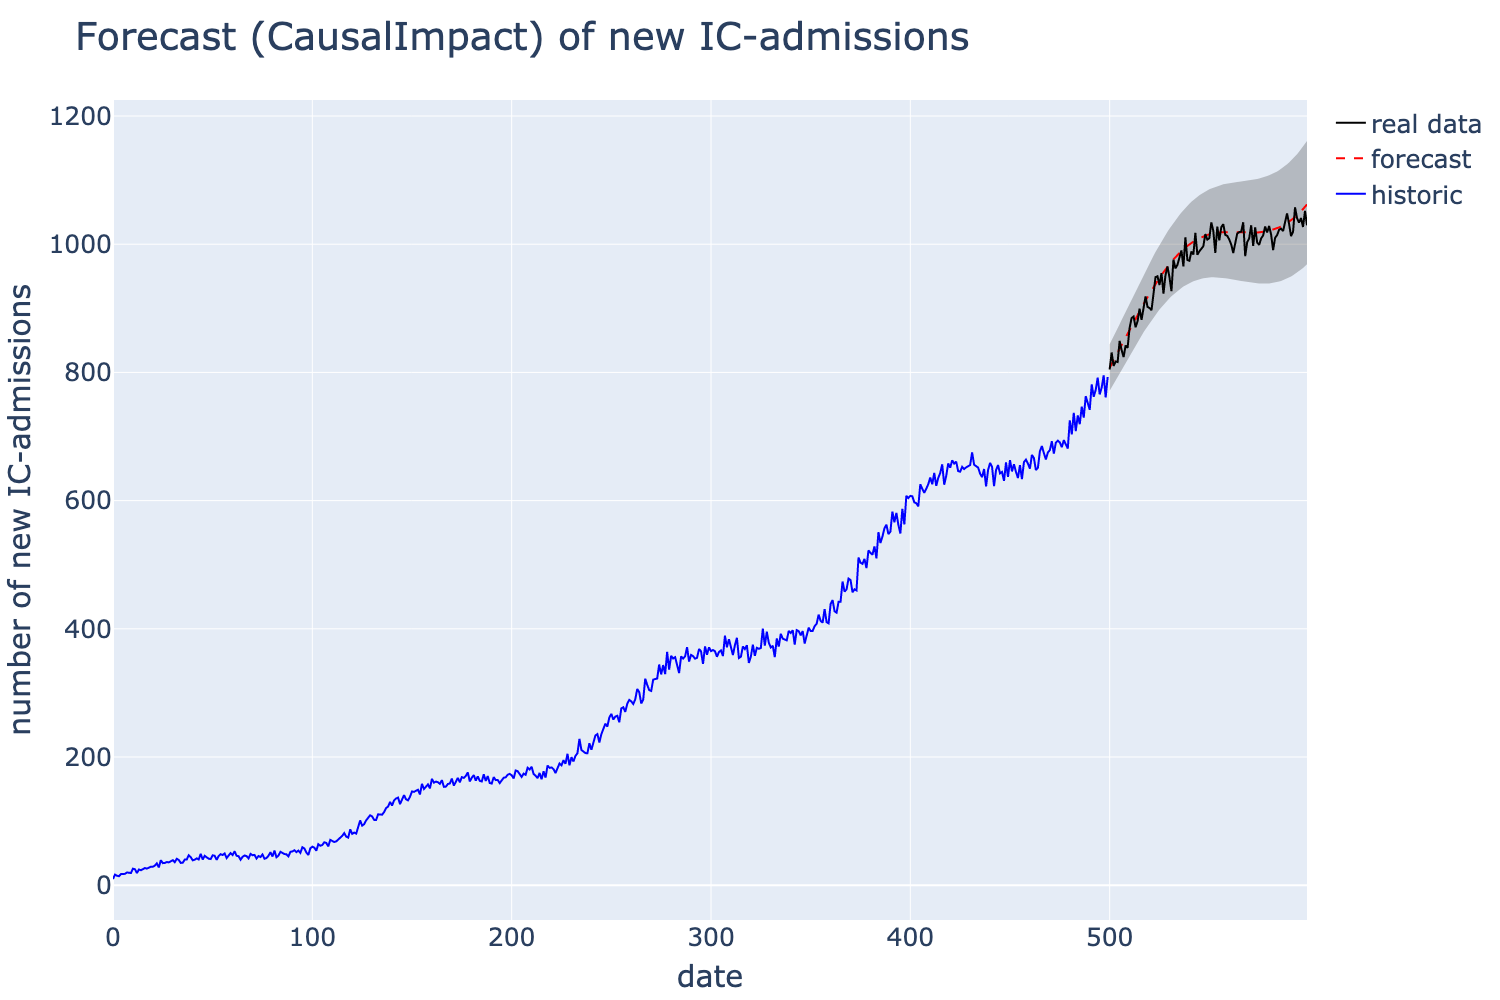 Forecast (CausalImpact) of new IC-admissions
real data
forecast
historic
number of new IC-admissions
1200
1000
800
600
400
200
0
0 100 200 300 400 500
date